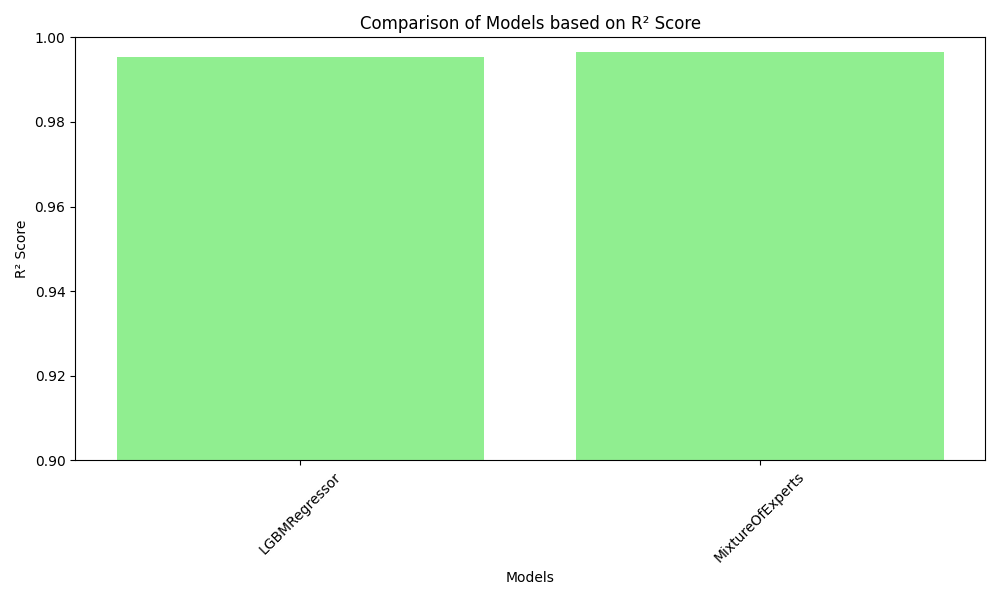 Comparison of Models based on R² Score
1.00
0.98
0.96
0.94
0.92
0.90
R² Score
LGBMRegressor
MixtureOfExperts
Models